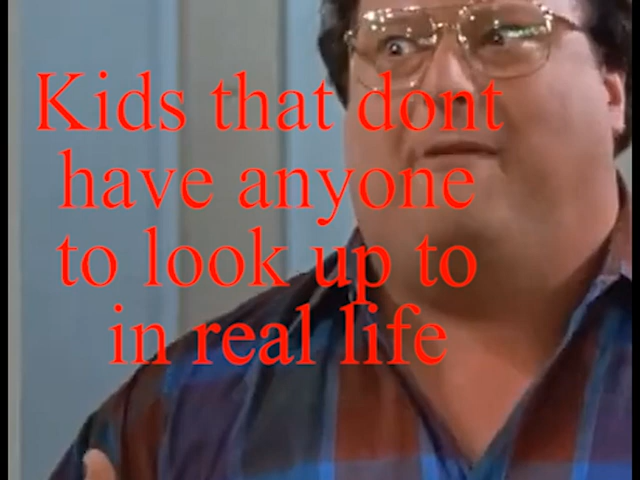 Kids that dont
have anyone
to look up to
in real life